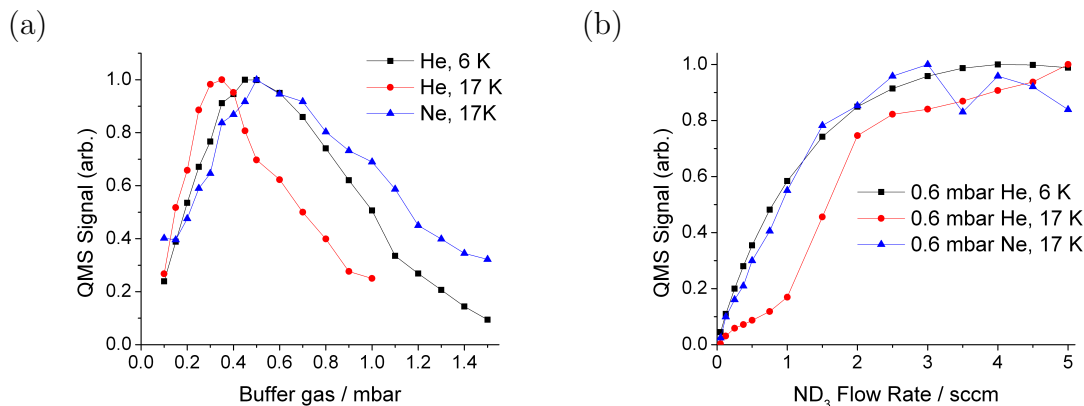 (a)
He, 6 K
He, 17 K
Ne, 17K
1.0
0.8
0.6
0.4
0.2
0.0
QMS Signal (arb.)
0 0.2 0.4 0.6 0.8 1.0 1.2 1.4
Buffer gas / mbar
(b)
1.0
0.8
0.6
0.4
0.2
0.0
QMS Signal (arb.)
0.6 mbar He, 6 K
0.6 mbar He, 17 K
0.6 mbar Ne, 17 K
0 1 2 3 4 5
ND₃ Flow Rate / sccm